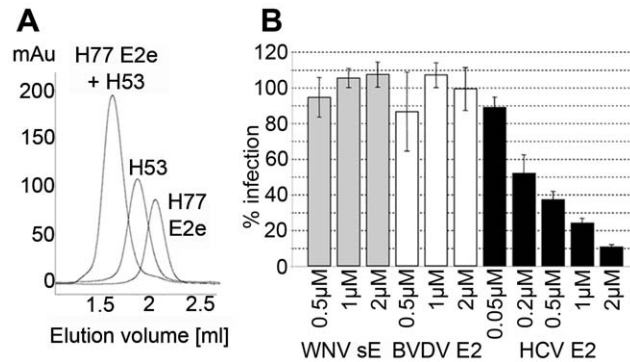 A
mAu
H77 E2e
+ H53
200
150
100
50
0
H53
H77
E2e
1.5 2 2.5
Elution volume [ml]
B
% infection
120
100
80
60
40
20
0
0.5µM 1µM 2µM 0.5µM 1µM 2µM 0.05µM 0.2µM 0.5µM 1µM 2µM
WNV sE BVDV E2 HCV E2